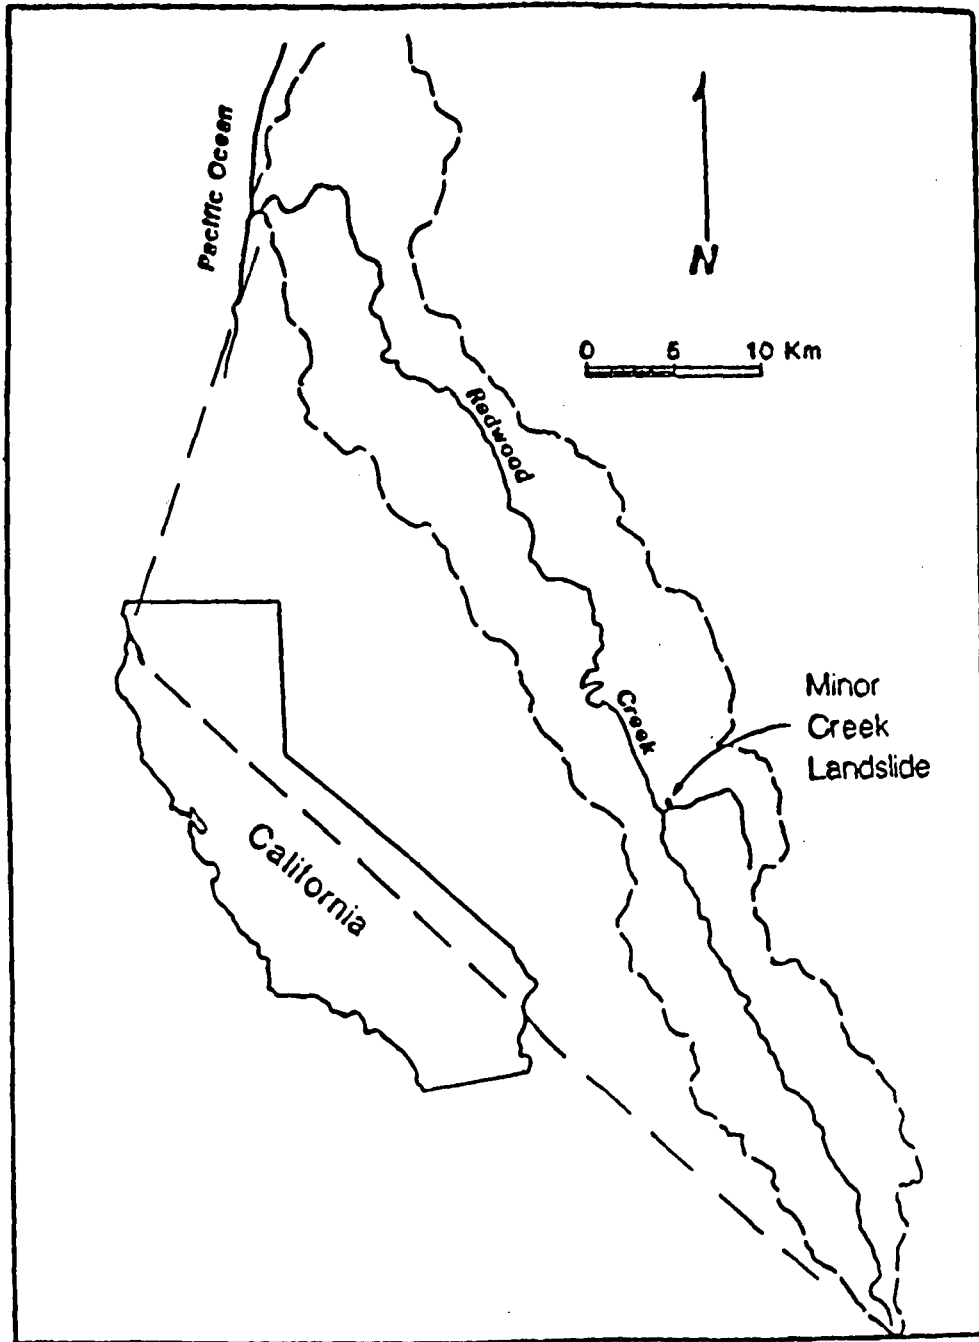 Pacific Ocean
N
0 5 10 Km
Redwood
Creek
Minor
Creek
Landslide
California